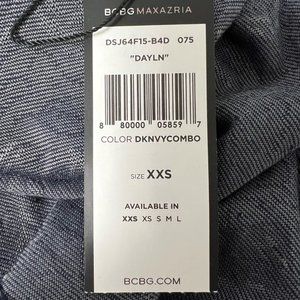 BCBGMAXAZRIA
DSJ64F15-B4D 075
"DAYLN"
8 80000 05859 7
COLOR DKNVYCOMBO
SIZE XXS
AVAILABLE IN
XXS XS S M L
BCBG.COM